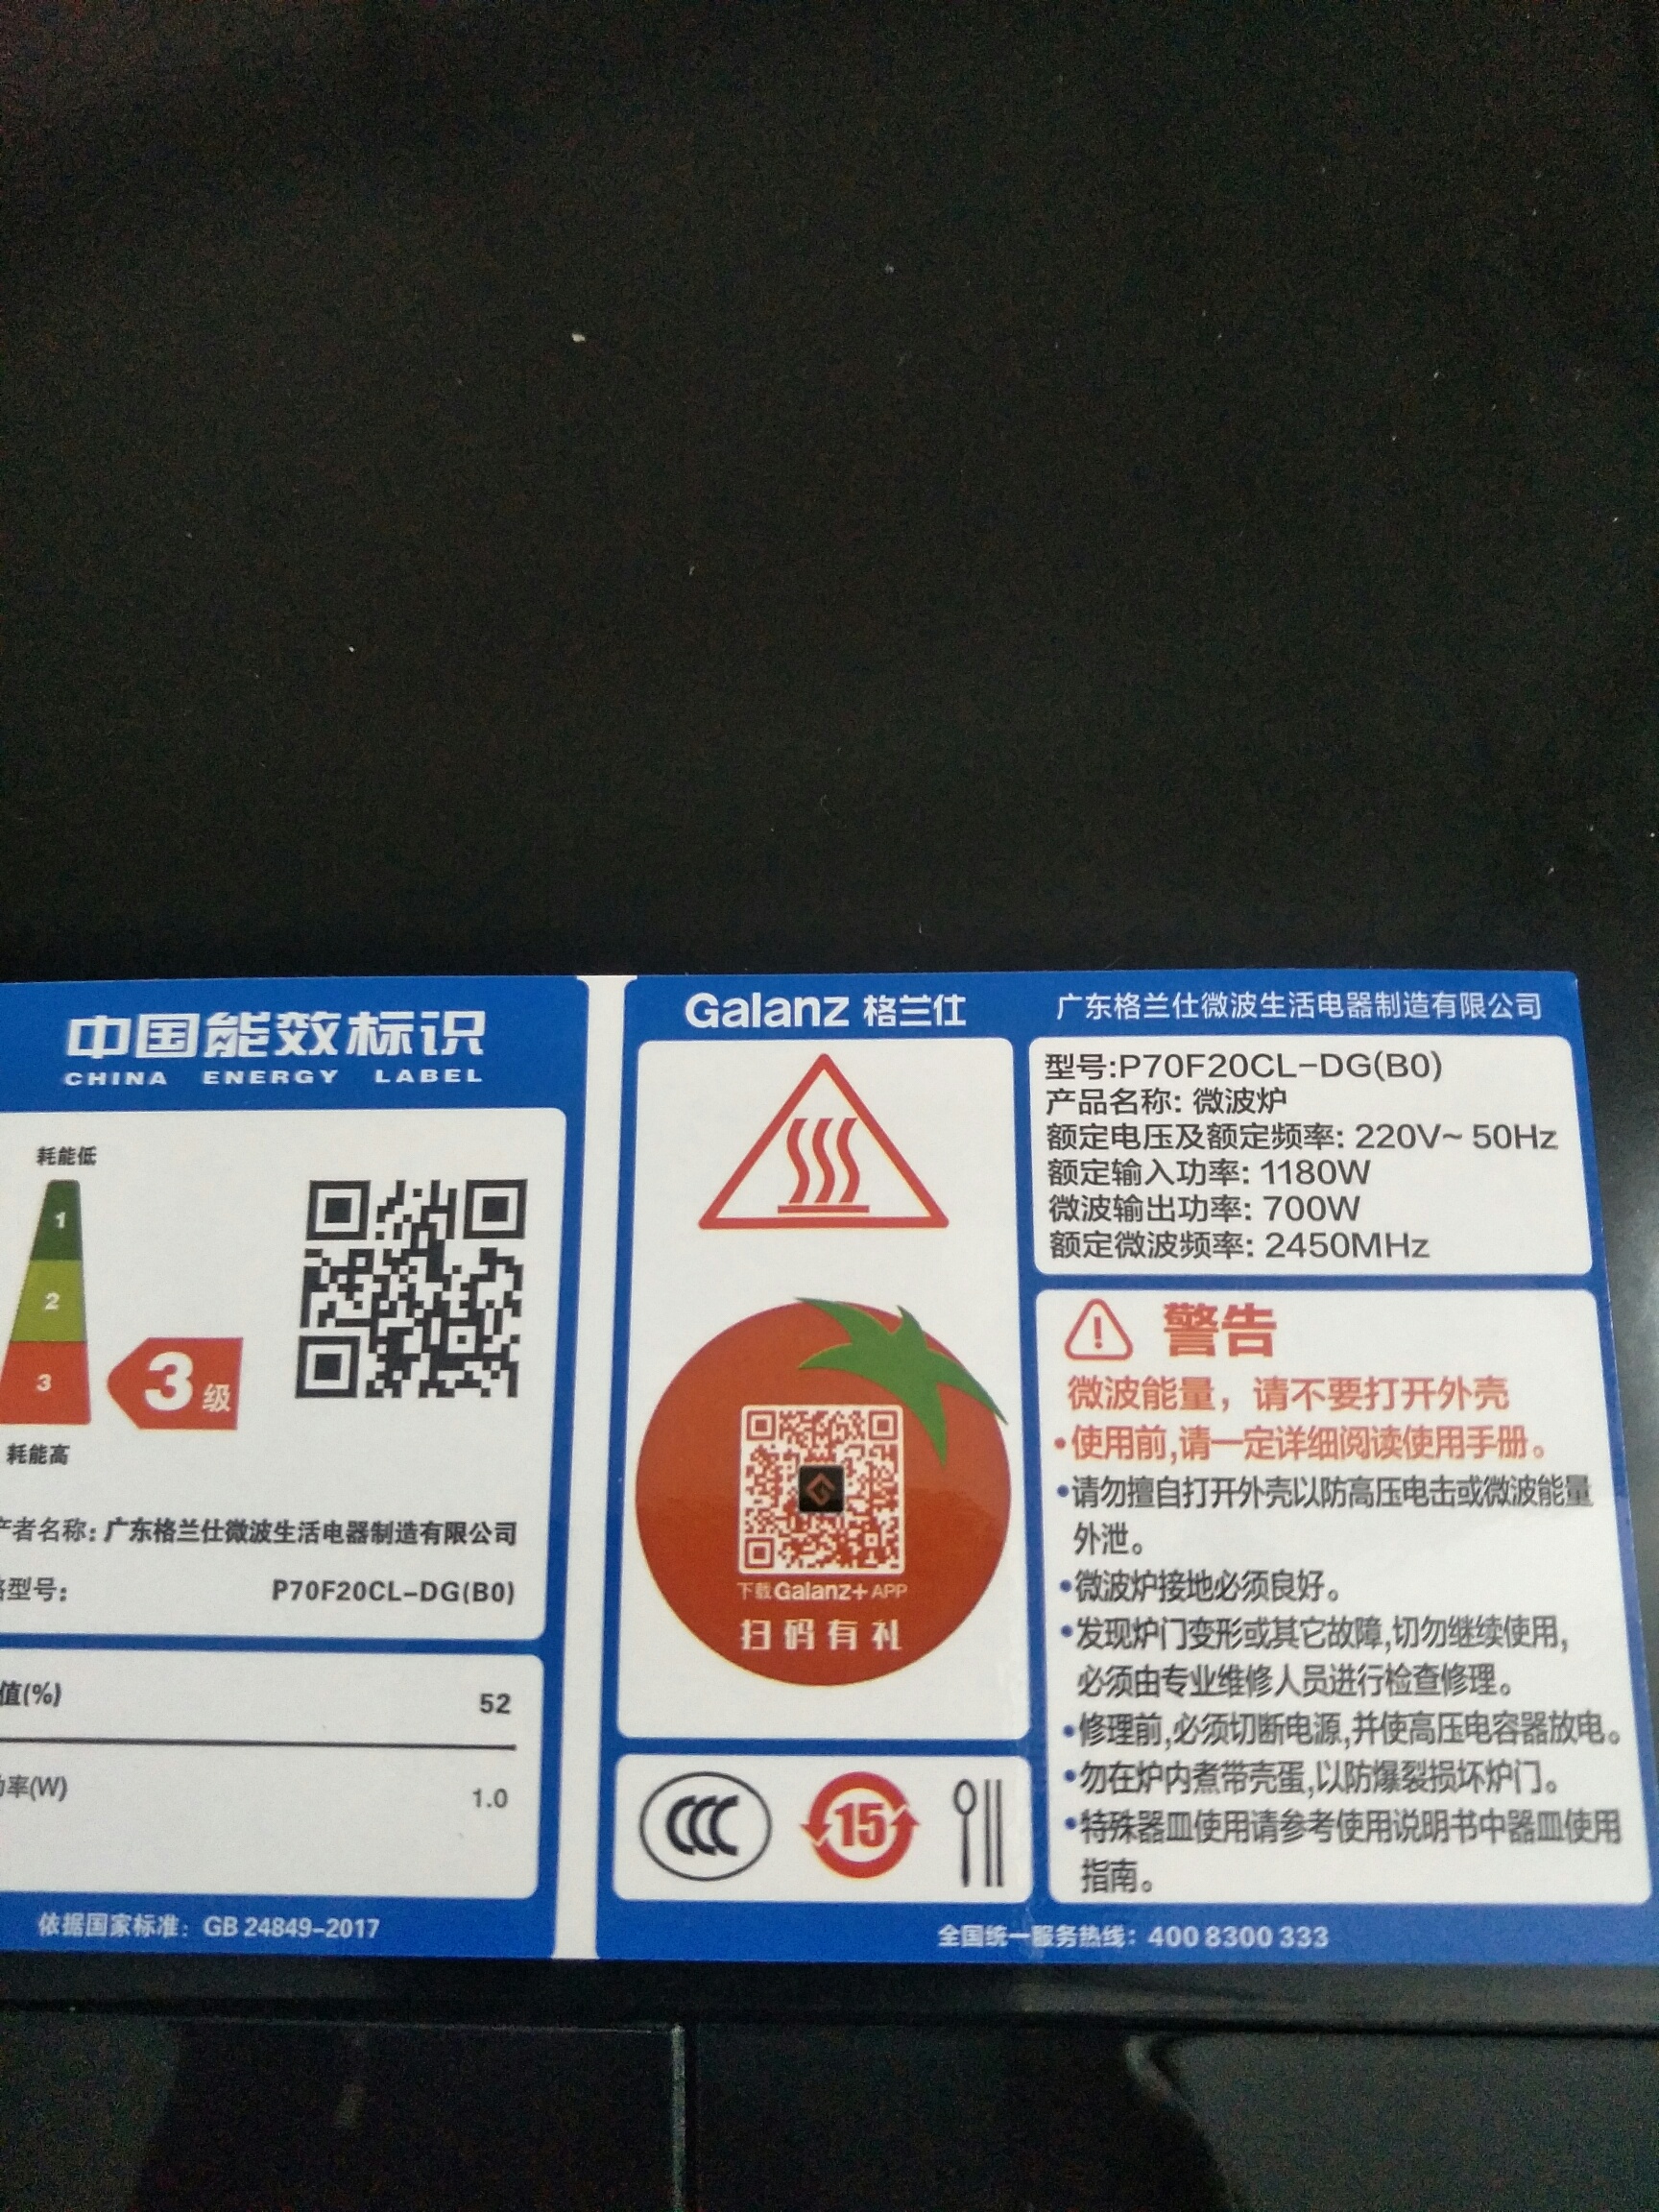 中国能效标识
CHINA ENERGY LABEL
耗能低
1
2
3
3级
耗能高
产者名称:广东格兰仕微波生活电器制造有限公司
型号: P70F20CL-DG(B0)
值(%) 52
率(W) 1.0
依据国家标准: GB 24849-2017
Galanz 格兰仕
下载Galanz+ APP
扫码有礼
CCC
15
广东格兰仕微波生活电器制造有限公司
型号:P70F20CL-DG(B0)
产品名称: 微波炉
额定电压及额定频率: 220V~ 50Hz
额定输入功率: 1180W
微波输出功率: 700W
额定微波频率: 2450MHz
警告
微波能量，请不要打开外壳
•使用前,请一定详细阅读使用手册。
•请勿擅自打开外壳以防高压电击或微波能量
外泄。
•微波炉接地必须良好。
•发现炉门变形或其它故障,切勿继续使用,
必须由专业维修人员进行检查修理。
•修理前,必须切断电源,并使高压电容器放电。
•勿在炉内煮带壳蛋,以防爆裂损坏炉门。
•特殊器皿使用请参考使用说明书中器皿使用
指南。
全国统一服务热线: 400 8300 333